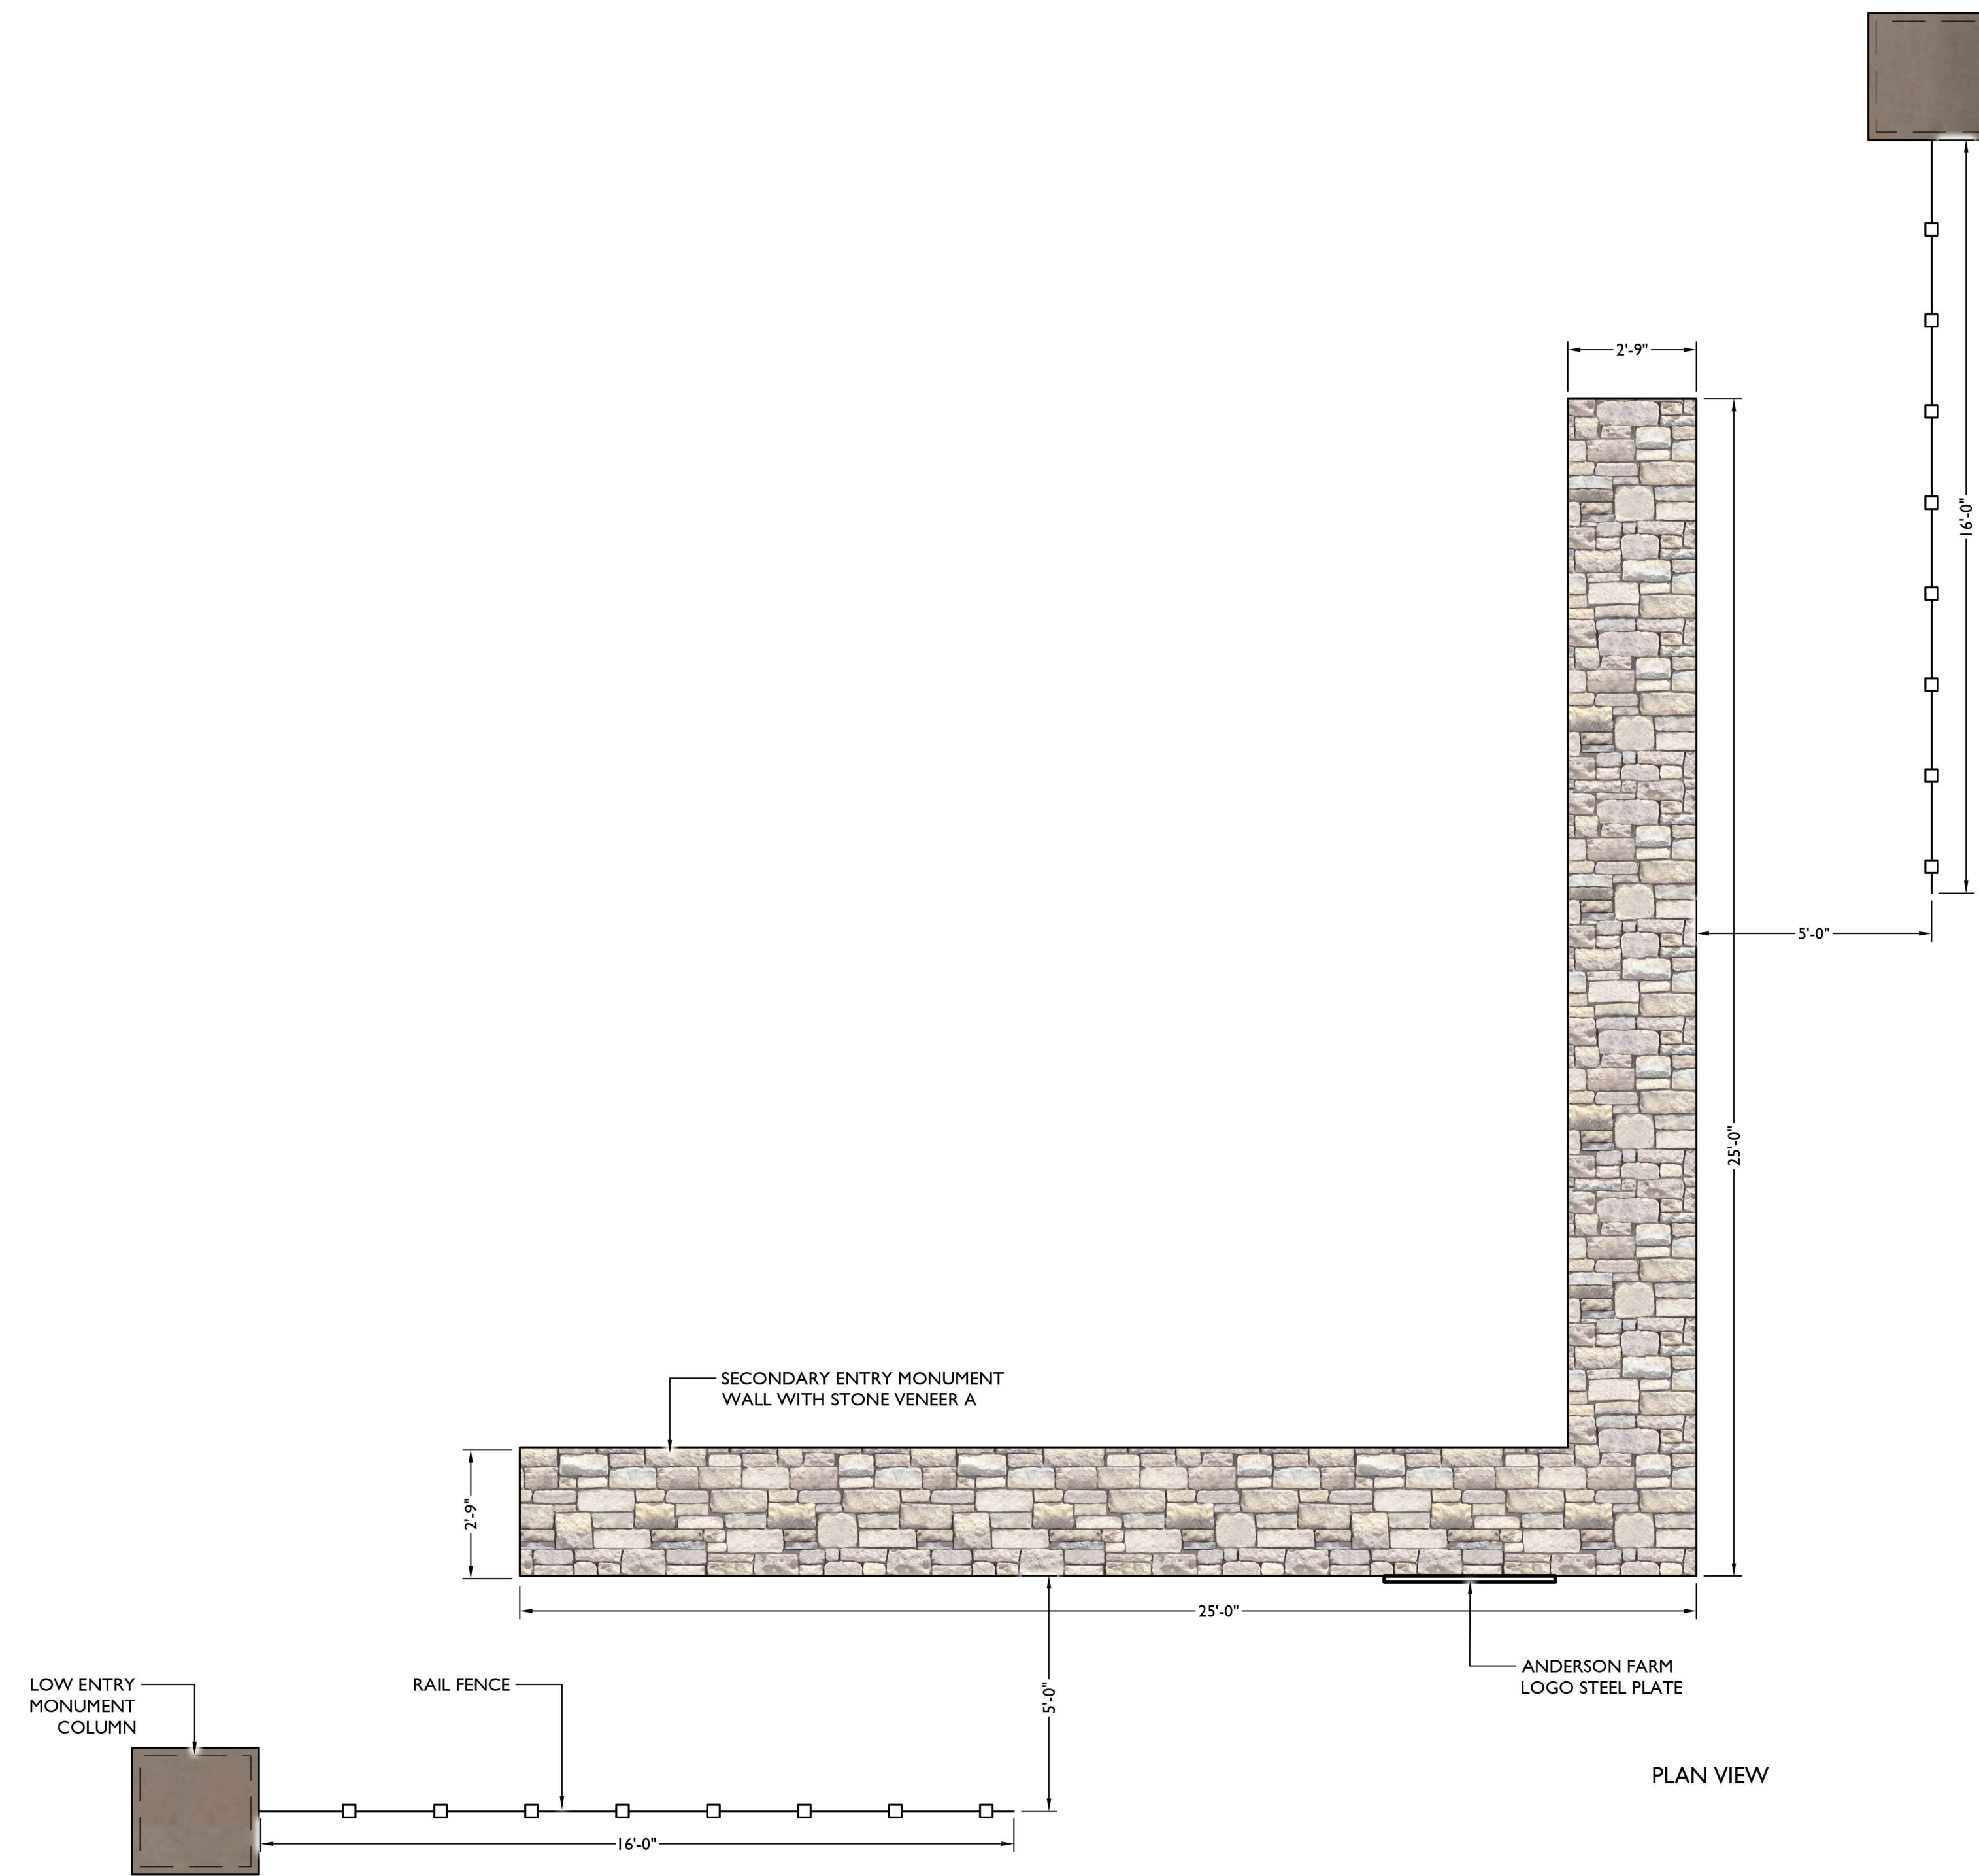 2'-9"
16'-0"
5'-0"
25'-0"
SECONDARY ENTRY MONUMENT
WALL WITH STONE VENEER A
2'-9"
25'-0"
LOW ENTRY
MONUMENT
COLUMN
RAIL FENCE
5'-0"
ANDERSON FARM
LOGO STEEL PLATE
PLAN VIEW
16'-0"